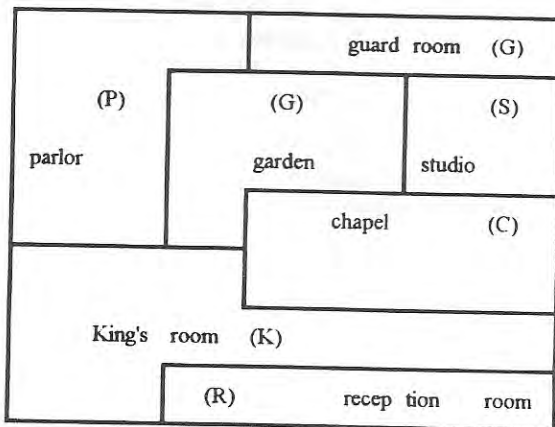 guard room (G)
(P) (G) (S)
parlor garden studio
chapel (C)
King's room (K)
(R) recep tion room